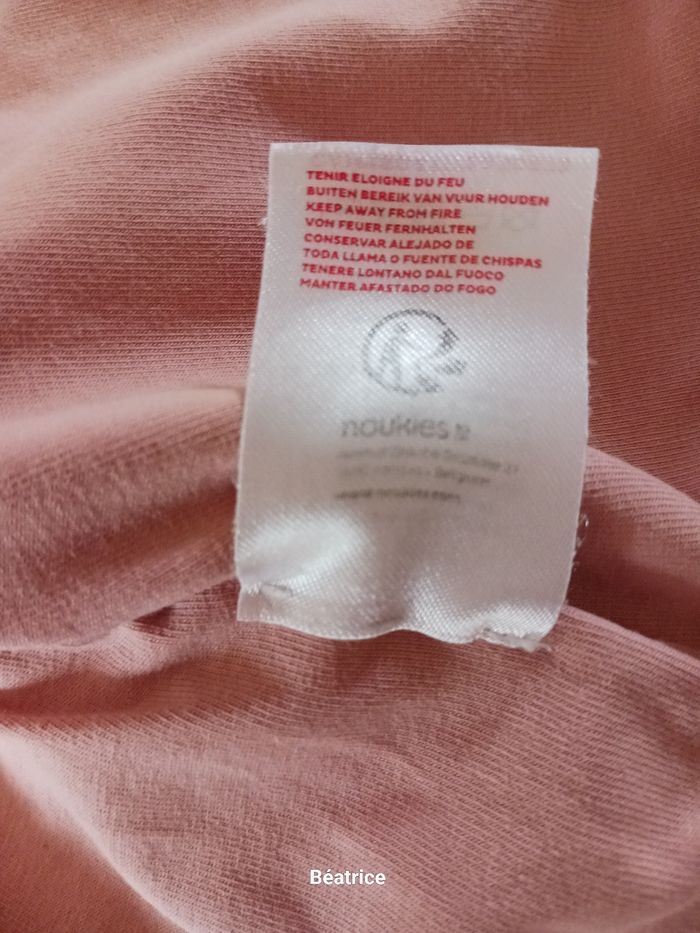 TENIR ELOIGNE DU FEU
BUITEN BEREIK VAN VUUR HOUDEN
KEEP AWAY FROM FIRE
VON FEUER FERNHALTEN
CONSERVAR ALEJADO DE
TODA LLAMA O FUENTE DE CHISPAS
TENERE LONTANO DAL FUOCO
MANTER AFASTADO DO FOGO
noukies
Béatrice